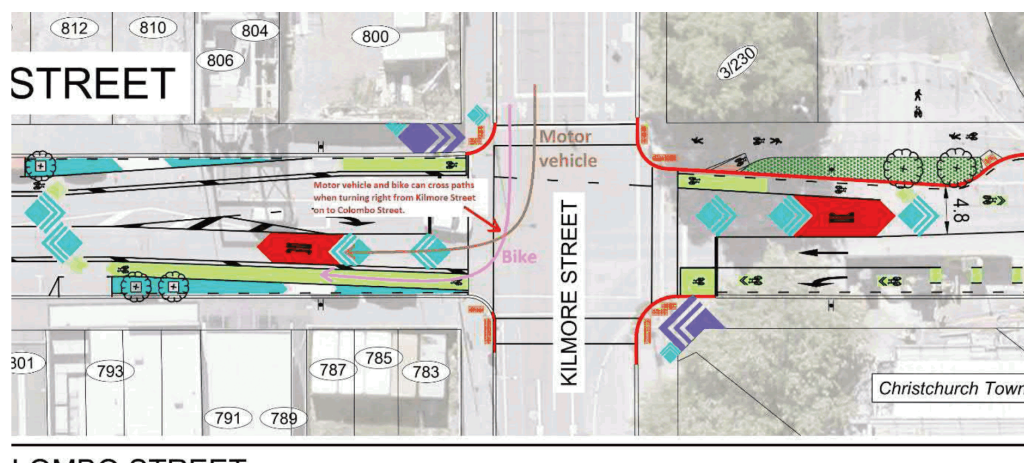 812
810
804
800
806
3/230
STREET
Motor
vehicle
Motor vehicle and bike can cross paths
when turning right from Kilmore Street
on to Colombo Street.
Bike
KILMORE STREET
4.8
801
793
787
785
783
791
789
Christchurch Town
LOMBO STREET